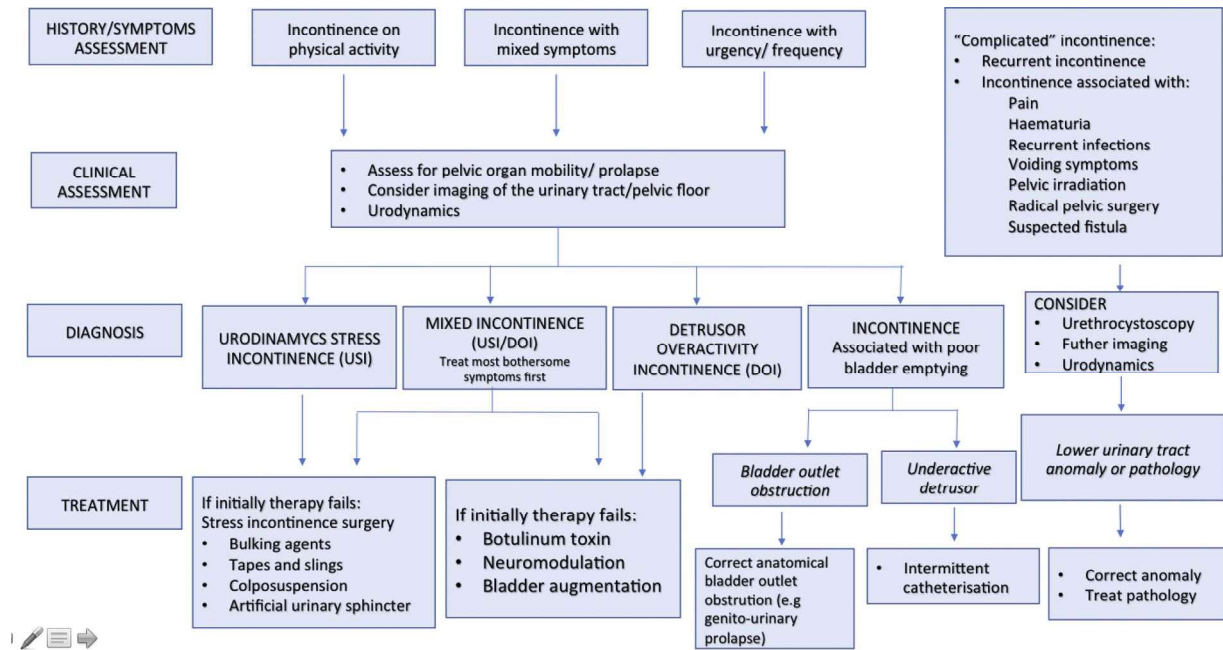 HISTORY/SYMPTOMS
ASSESSMENT
Incontinence on
physical activity
Incontinence with
mixed symptoms
Incontinence with
urgency/ frequency
“Complicated” incontinence:
• Recurrent incontinence
• Incontinence associated with:
Pain
Haematuria
Recurrent infections
Voiding symptoms
Pelvic irradiation
Radical pelvic surgery
Suspected fistula
CLINICAL
ASSESSMENT
• Assess for pelvic organ mobility/ prolapse
• Consider imaging of the urinary tract/pelvic floor
• Urodynamics
DIAGNOSIS
URODINAMYCS STRESS
INCONTINENCE (USI)
MIXED INCONTINENCE
(USI/DOI)
Treat most bothersome
symptoms first
DETRUSOR
OVERACTIVITY
INCONTINENCE (DOI)
INCONTINENCE
Associated with poor
bladder emptying
CONSIDER
• Urethrocystoscopy
• Futher imaging
• Urodynamics
Bladder outlet
obstruction
Underactive
detrusor
Lower urinary tract
anomaly or pathology
TREATMENT
If initially therapy fails:
Stress incontinence surgery
• Bulking agents
• Tapes and slings
• Colposuspension
• Artificial urinary sphincter
If initially therapy fails:
• Botulinum toxin
• Neuromodulation
• Bladder augmentation
Correct anatomical
bladder outlet
obstrution (e.g
genito-urinary
prolapse)
• Intermittent
catheterisation
• Correct anomaly
• Treat pathology